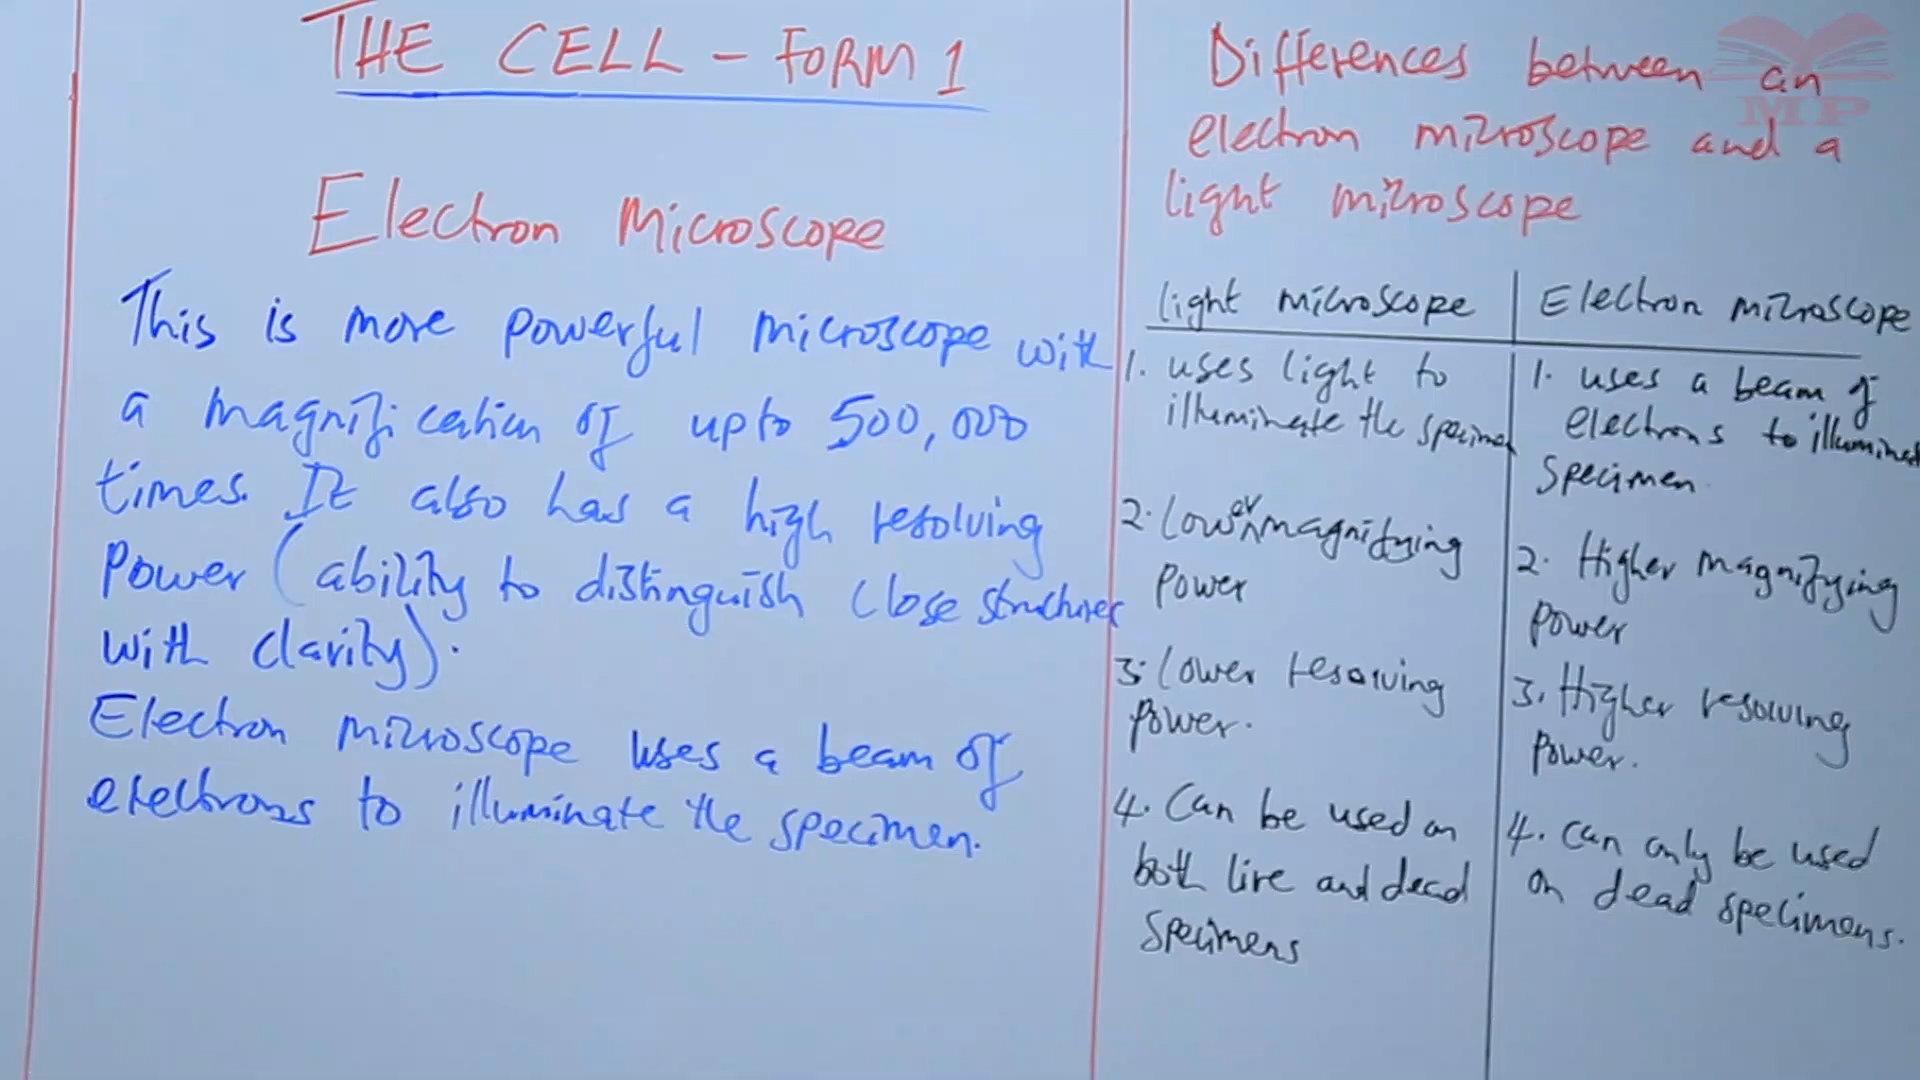 THE CELL - FORM 1
Electron Microscope
This is more powerful microscope with
a magnification of upto 500,000
times. It also has a high resolving
Power (ability to distinguish close structures
with clarity).
Electron microscope uses a beam of
electrons to illuminate the specimen.
Differences between an
electron microscope and a
light microscope
light microscope
1. uses light to
illuminate the specimen
2. lower magnifying
power
3. lower resolving
power.
4. Can be used on
both live and dead
specimens
Electron microscope
1. uses a beam of
electrons to illuminate
specimen.
2. Higher magnifying
power
3. Higher resolving
power.
4. can only be used
on dead specimens.
MP